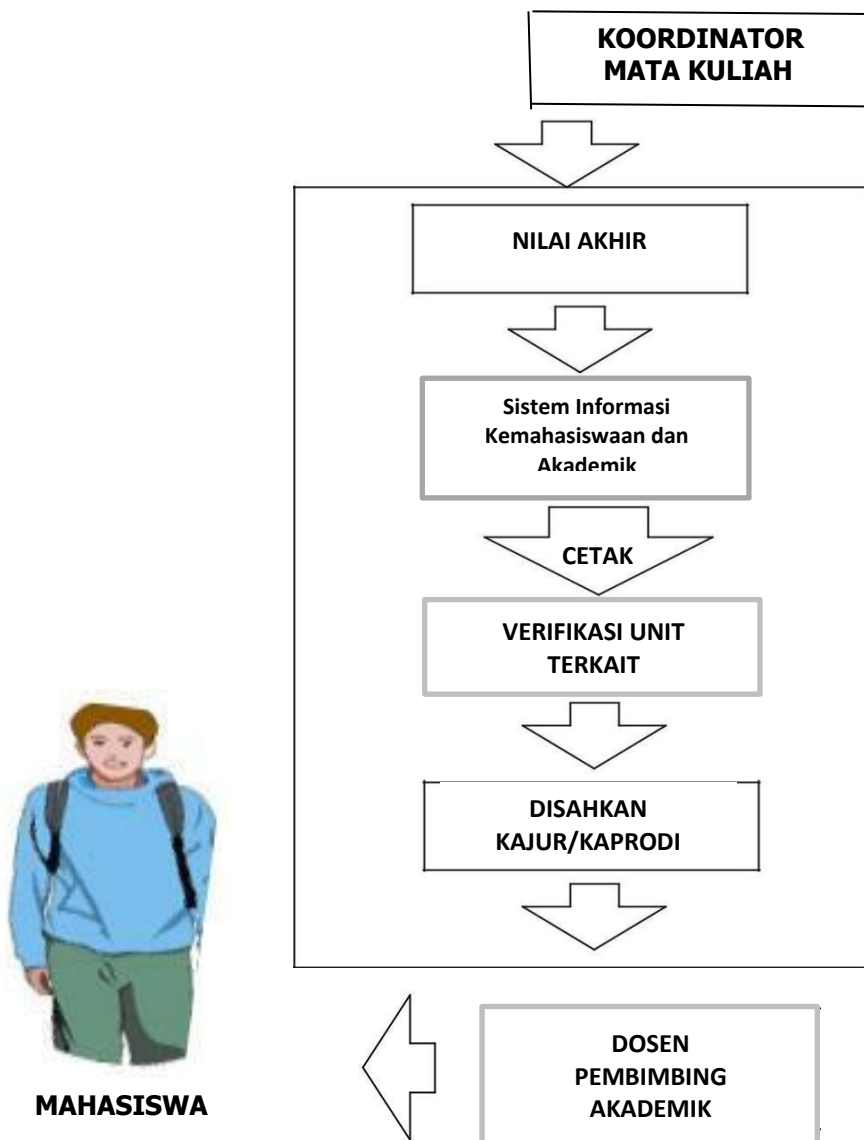 KOORDINATOR
MATA KULIAH
NILAI AKHIR
Sistem Informasi
Kemahasiswaan dan
Akademik
CETAK
VERIFIKASI UNIT
TERKAIT
DISAHKAN
KAJUR/KAPRODI
DOSEN
PEMBIMBING
AKADEMIK
MAHASISWA